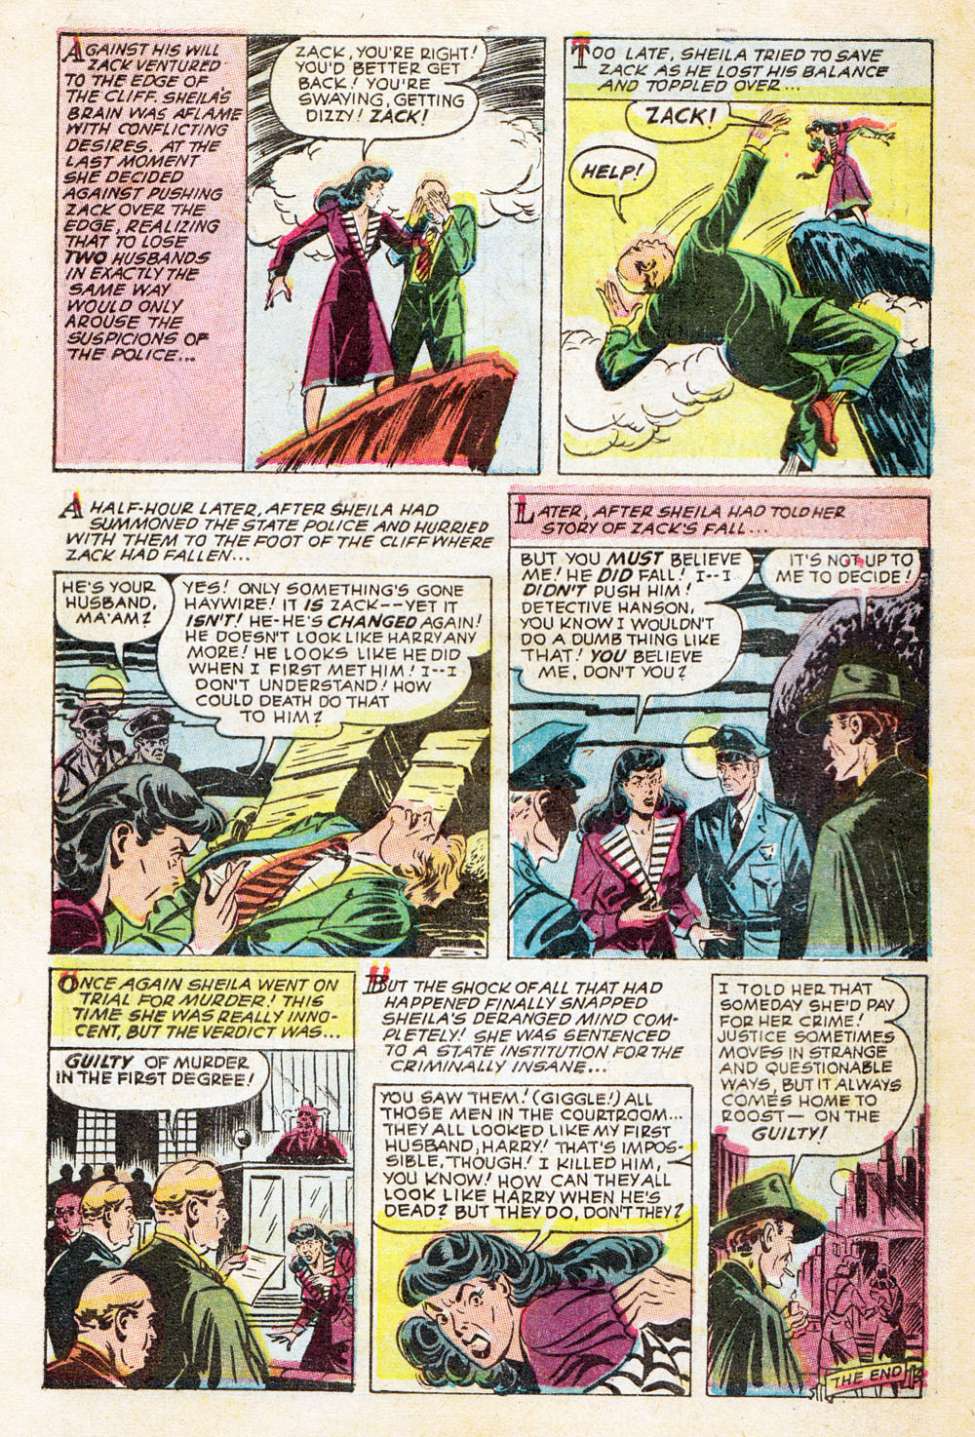 AGAINST HIS WILL
ZACK VENTURED
TO THE EDGE OF
THE CLIFF. SHEILA'S
BRAIN WAS AFLAME
WITH CONFLICTING
DESIRES. AT THE
LAST MOMENT
SHE DECIDED
AGAINST PUSHING
ZACK OVER THE
EDGE, REALIZING
THAT TO LOSE
TWO HUSBANDS
IN EXACTLY THE
SAME WAY
WOULD ONLY
AROUSE THE
SUSPICIONS OF
THE POLICE...
ZACK, YOU'RE RIGHT!
YOU'D BETTER GET
BACK! YOU'RE
SWAYING, GETTING
DIZZY! ZACK!
TOO LATE, SHEILA TRIED TO SAVE
ZACK AS HE LOST HIS BALANCE
AND TOPPLED OVER...
ZACK!
HELP!
A HALF-HOUR LATER, AFTER SHEILA HAD
SUMMONED THE STATE POLICE AND HURRIED
WITH THEM TO THE FOOT OF THE CLIFF WHERE
ZACK HAD FALLEN...
HE'S YOUR
HUSBAND,
MA'AM?
YES! ONLY SOMETHING'S GONE
HAYWIRE! IT IS ZACK--YET IT
ISN'T! HE-HE'S CHANGED AGAIN!
HE DOESN'T LOOK LIKE HARRY ANY
MORE! HE LOOKS LIKE HE DID
WHEN I FIRST MET HIM! I--I
DON'T UNDERSTAND! HOW
COULD DEATH DO THAT
TO HIM?
LATER, AFTER SHEILA HAD TOLD HER
STORY OF ZACK'S FALL...
BUT YOU MUST BELIEVE
ME! HE DID FALL! I--I
DIDN'T PUSH HIM!
DETECTIVE HANSON,
YOU KNOW I WOULDN'T
DO A DUMB THING LIKE
THAT! YOU BELIEVE
ME, DON'T YOU?
IT'S NOT UP TO
ME TO DECIDE!
ONCE AGAIN SHEILA WENT ON
TRIAL FOR MURDER! THIS
TIME SHE WAS REALLY INNO-
CENT, BUT THE VERDICT WAS...
GUILTY OF MURDER
IN THE FIRST DEGREE!
BUT THE SHOCK OF ALL THAT HAD
HAPPENED FINALLY SNAPPED
SHEILA'S DERANGED MIND COM-
PLETELY! SHE WAS SENTENCED
TO A STATE INSTITUTION FOR THE
CRIMINALLY INSANE...
YOU SAW THEM! (GIGGLE!) ALL
THOSE MEN IN THE COURTROOM...
THEY ALL LOOKED LIKE MY FIRST
HUSBAND, HARRY! THAT'S IMPOS-
SIBLE, THOUGH! I KILLED HIM,
YOU KNOW! HOW CAN THEY ALL
LOOK LIKE HARRY WHEN HE'S
DEAD? BUT THEY DO, DON'T THEY?
I TOLD HER THAT
SOMEDAY SHE'D PAY
FOR HER CRIME!
JUSTICE SOMETIMES
MOVES IN STRANGE
AND QUESTIONABLE
WAYS, BUT IT ALWAYS
COMES HOME TO
ROOST— ON THE
GUILTY!
THE END